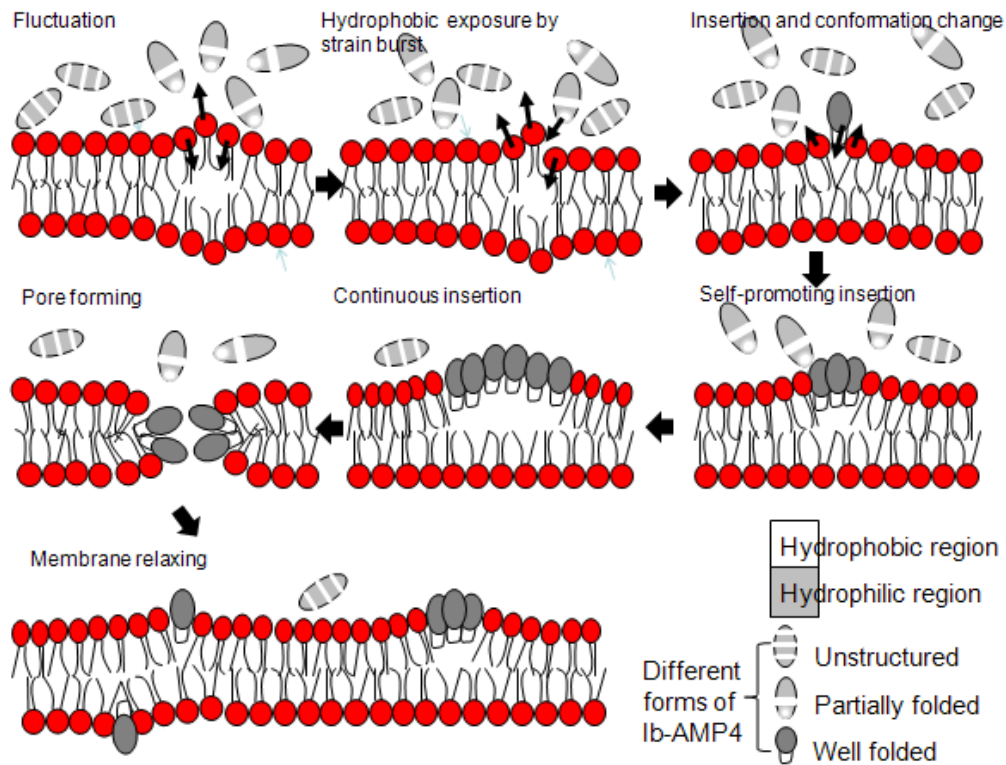 Fluctuation
Hydrophobic exposure by
strain burst
Insertion and conformation change
Pore forming
Continuous insertion
Self-promoting insertion
Membrane relaxing
Hydrophobic region
Hydrophilic region
Different
forms of
Ib-AMP4
Unstructured
Partially folded
Well folded